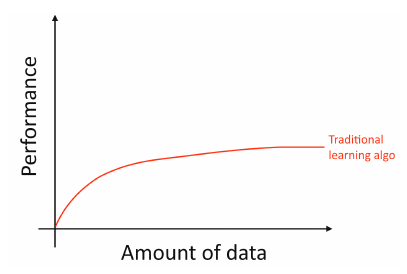 Performance
Traditional
learning algo
Amount of data